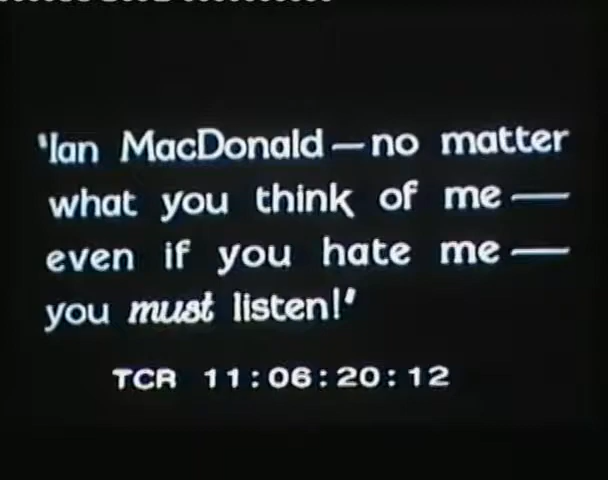 'Ian MacDonald — no matter
what you think of me —
even if you hate me —
you must listen!'
TCR 11:06:20:12